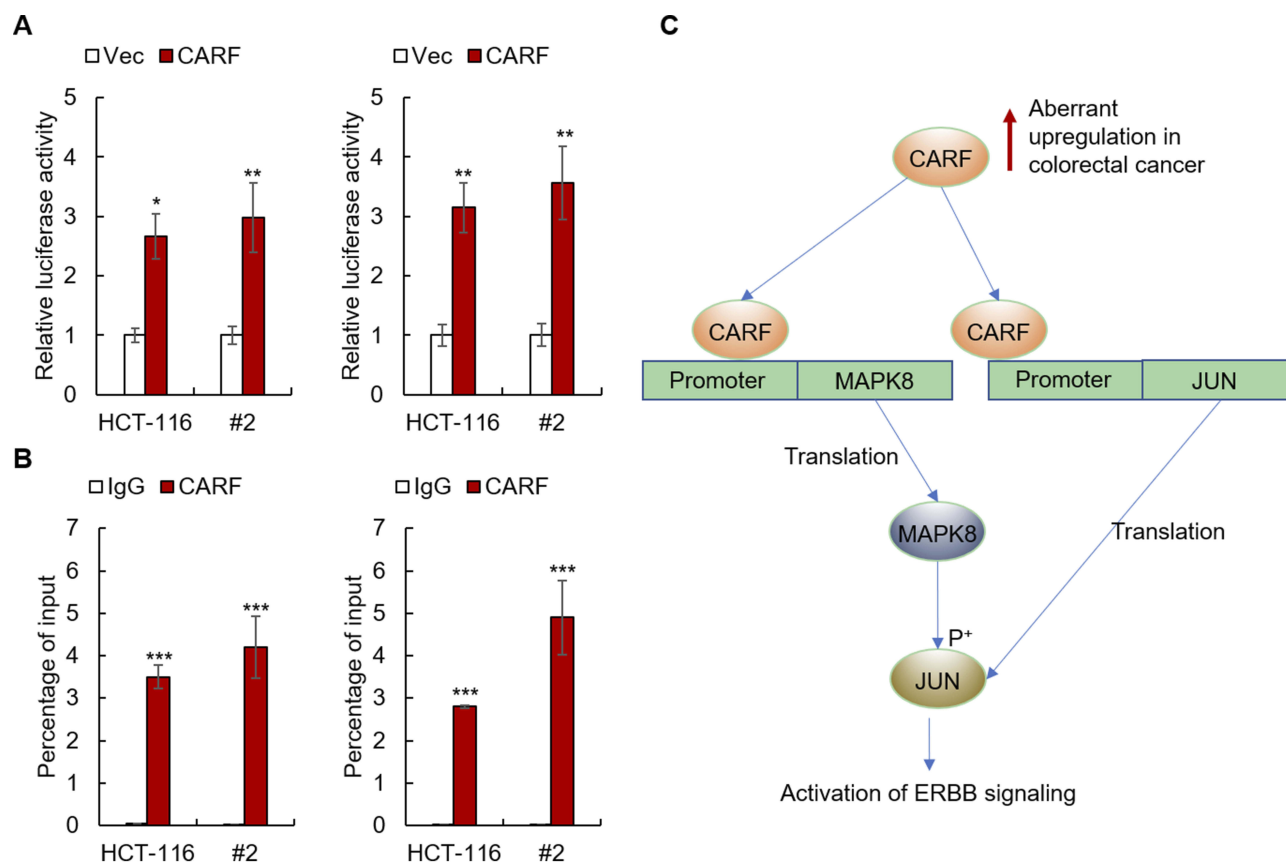 A
Vec CARF
Relative luciferase activity
5
4
3
2
1
0
*
**
HCT-116 #2
Vec CARF
Relative luciferase activity
5
4
3
2
1
0
**
**
HCT-116 #2
B
IgG CARF
Percentage of input
7
6
5
4
3
2
1
0
***
***
HCT-116 #2
IgG CARF
Percentage of input
7
6
5
4
3
2
1
0
***
***
HCT-116 #2
C
CARF
Aberrant
upregulation in
colorectal cancer
CARF
CARF
Promoter MAPK8
Promoter JUN
Translation
MAPK8
Translation
P⁺
JUN
Activation of ERBB signaling